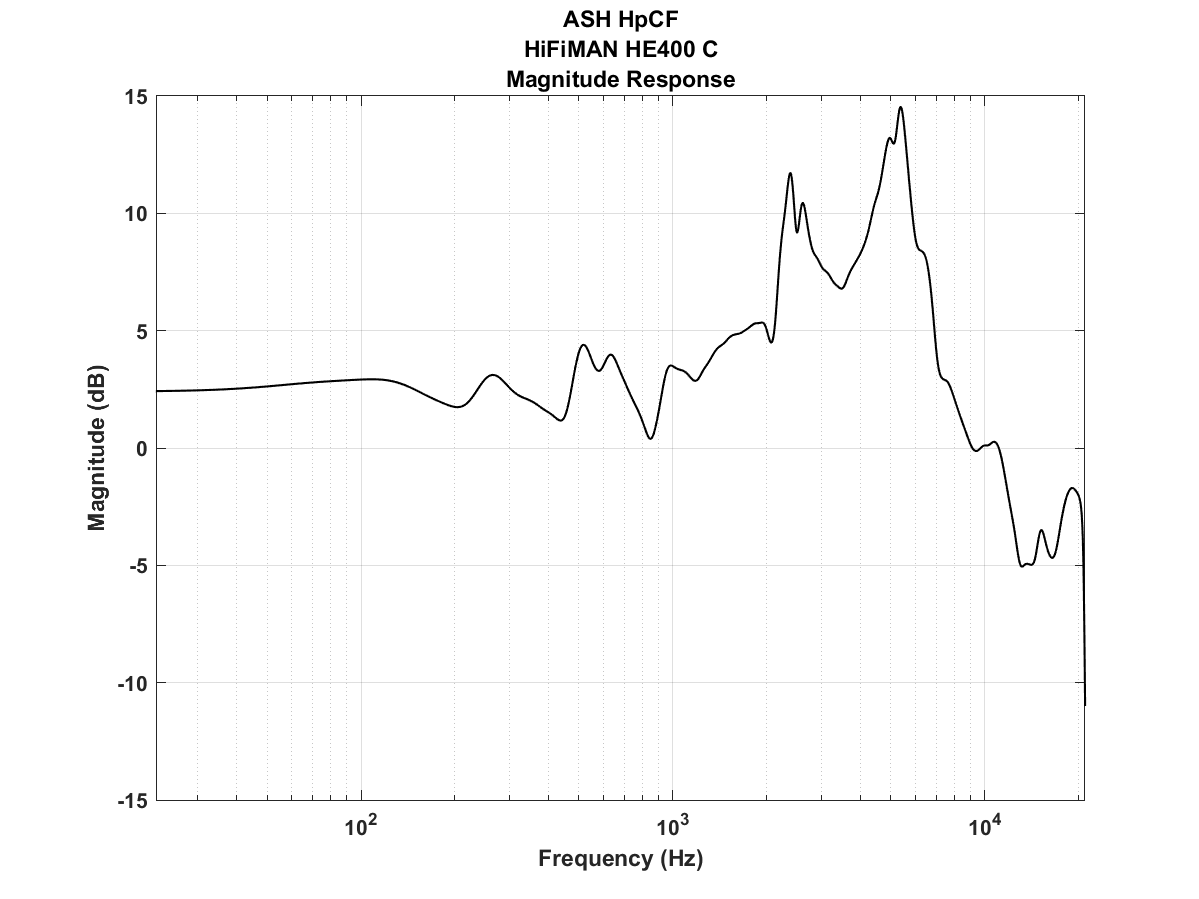 ASH HpCF
HiFiMAN HE400 C
Magnitude Response
15
10
5
0
-5
-10
-15
Magnitude (dB)
10² 10³ 10⁴
Frequency (Hz)